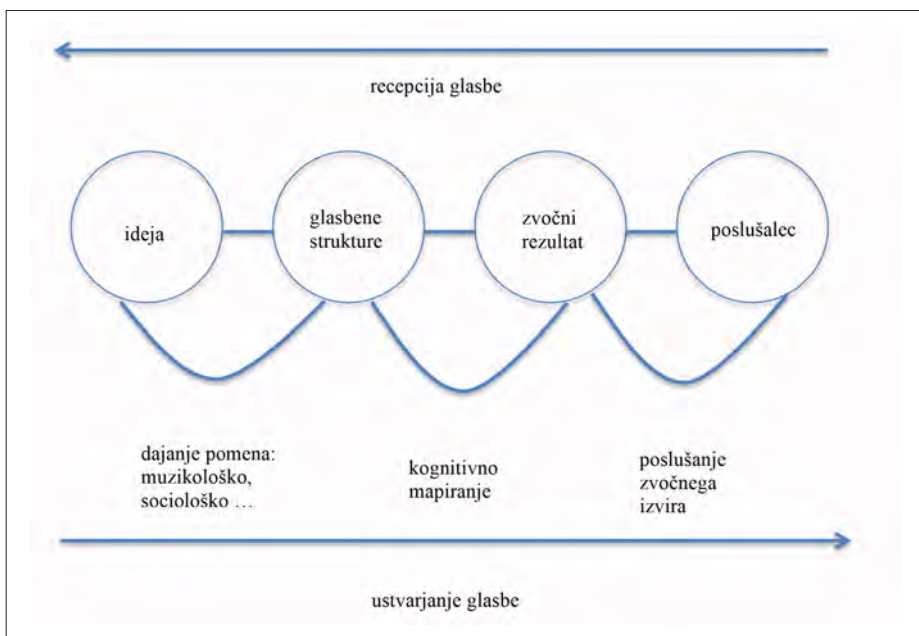 recepcija glasbe
ideja
glasbene
strukture
zvočni
rezultat
poslušalec
dajanje pomena:
muzikološko,
sociološko …
kognitivno
mapiranje
poslušanje
zvočnega
izvira
ustvarjanje glasbe